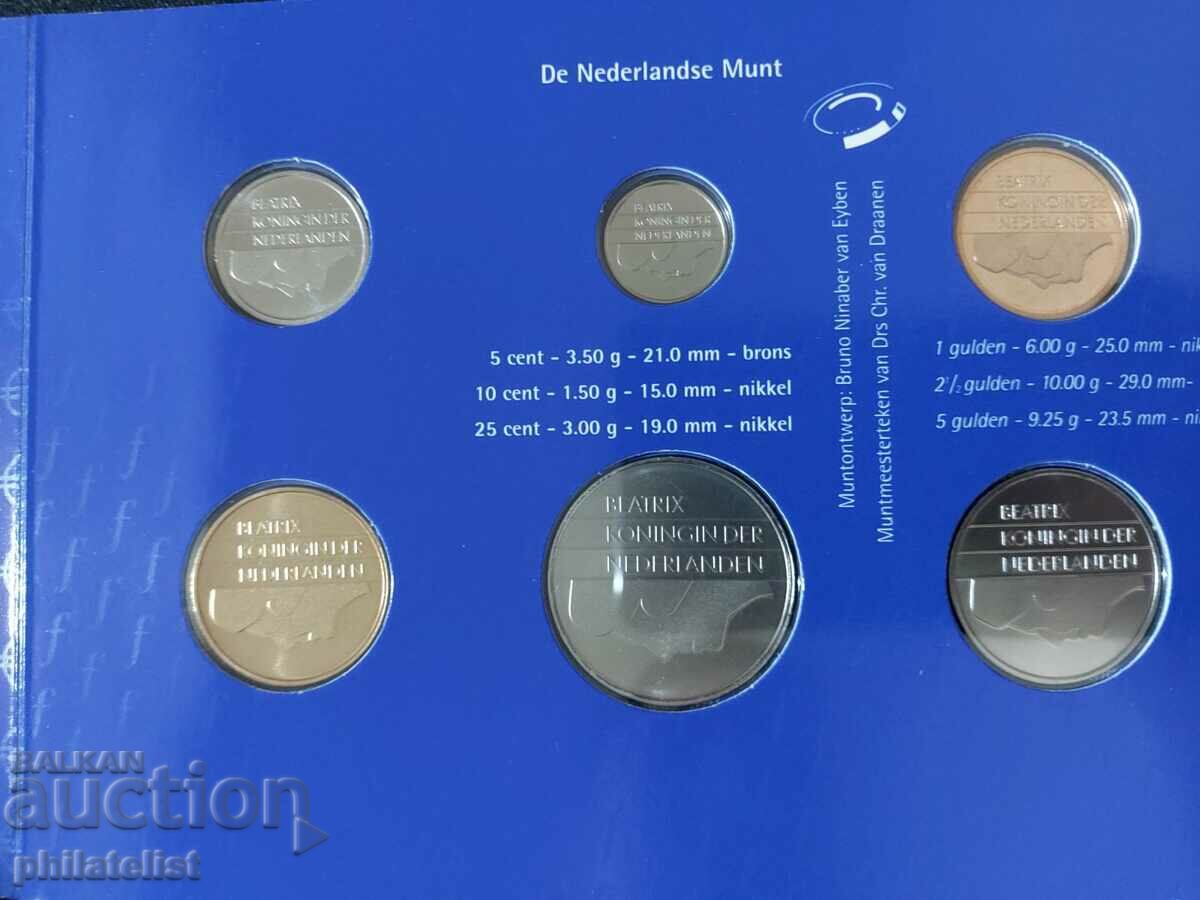 De Nederlandse Munt
BEATRIX
KONINGIN DER
NEDERLANDEN
BEATRIX
KONINGIN DER
NEDERLANDEN
BEATRIX
KONINGIN DER
NEDERLANDEN
Muntontwerp: Bruno Ninaber van Eyben
Muntmeesterteken van Drs Chr. van Draanen
5 cent - 3.50 g - 21.0 mm - brons
10 cent - 1.50 g - 15.0 mm - nikkel
25 cent - 3.00 g - 19.0 mm - nikkel
1 gulden - 6.00 g - 25.0 mm - nik
2 1/2 gulden - 10.00 g - 29.0 mm-
5 gulden - 9.25 g - 23.5 mm - ni
BEATRIX
KONINGIN DER
NEDERLANDEN
BEATRIX
KONINGIN DER
NEDERLANDEN
BEATRIX
KONINGIN DER
NEDERLANDEN
BALKAN
auction
philatelist